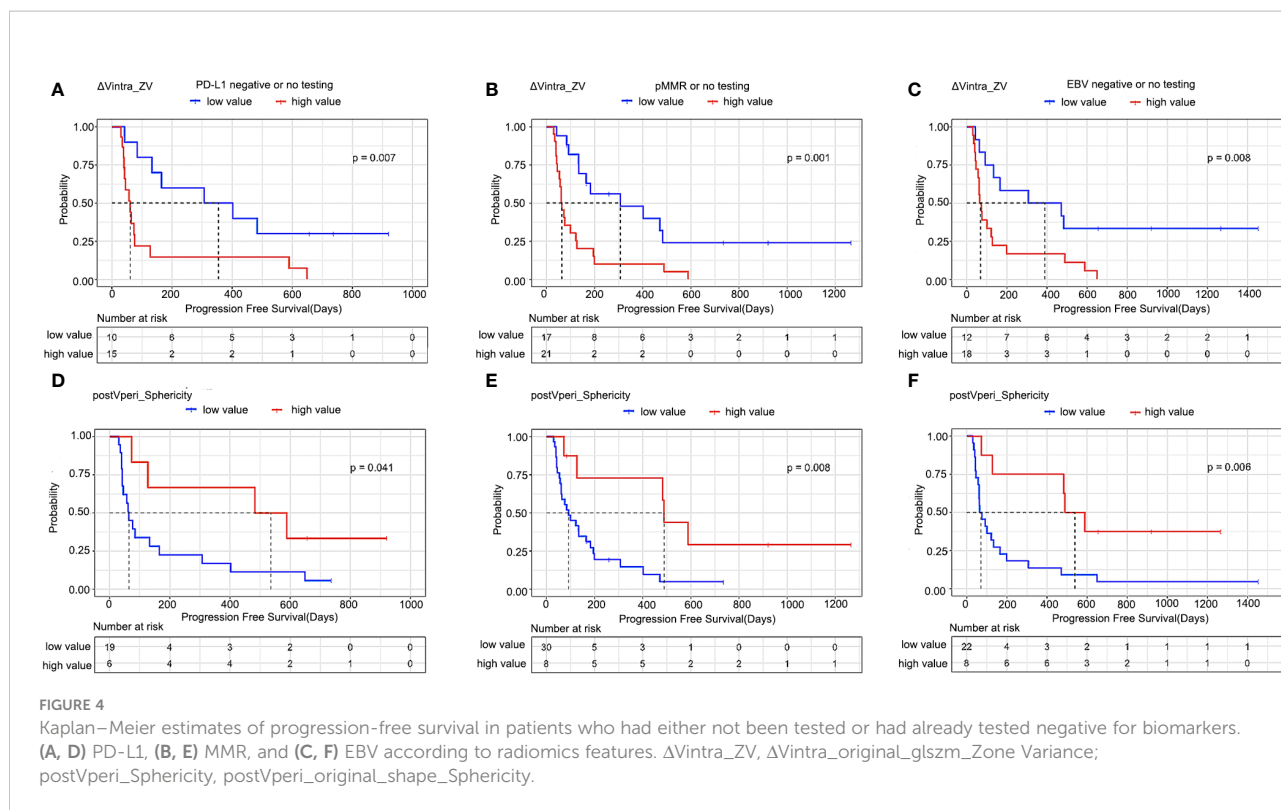 A
ΔVintra_ZV
PD-L1 negative or no testing
low value high value
1.00
0.75
0.50
0.25
0.00
Probability
p = 0.007
0 200 400 600 800 1000
Progression Free Survival(Days)
Number at risk
low value 10 6 5 3 1 0
high value 15 2 2 1 0 0
B
ΔVintra_ZV
pMMR or no testing
low value high value
1.00
0.75
0.50
0.25
0.00
Probability
p = 0.001
0 200 400 600 800 1000 1200
Progression Free Survival(Days)
Number at risk
low value 17 8 6 3 2 1 1
high value 21 2 2 0 0 0 0
C
ΔVintra_ZV
EBV negative or no testing
low value high value
1.00
0.75
0.50
0.25
0.00
Probability
p = 0.008
0 200 400 600 800 1000 1200 1400
Progression Free Survival(Days)
Number at risk
low value 12 7 6 4 3 2 2 1
high value 18 3 3 1 0 0 0 0
D
postVperi_Sphericity
low value high value
1.00
0.75
0.50
0.25
0.00
Probability
p = 0.041
0 200 400 600 800 1000
Progression Free Survival(Days)
Number at risk
low value 19 4 3 2 0 0
high value 6 4 4 2 1 0
E
postVperi_Sphericity
low value high value
1.00
0.75
0.50
0.25
0.00
Probability
p = 0.008
0 200 400 600 800 1000 1200
Progression Free Survival(Days)
Number at risk
low value 30 5 3 1 0 0 0
high value 8 5 5 2 2 1 1
F
postVperi_Sphericity
low value high value
1.00
0.75
0.50
0.25
0.00
Probability
p = 0.006
0 200 400 600 800 1000 1200 1400
Progression Free Survival(Days)
Number at risk
low value 22 4 3 2 1 1 1 1
high value 8 6 6 3 2 1 1 0
FIGURE 4
Kaplan–Meier estimates of progression-free survival in patients who had either not been tested or had already tested negative for biomarkers.
(A, D) PD-L1, (B, E) MMR, and (C, F) EBV according to radiomics features. ΔVintra_ZV, ΔVintra_original_glszm_Zone Variance;
postVperi_Sphericity, postVperi_original_shape_Sphericity.